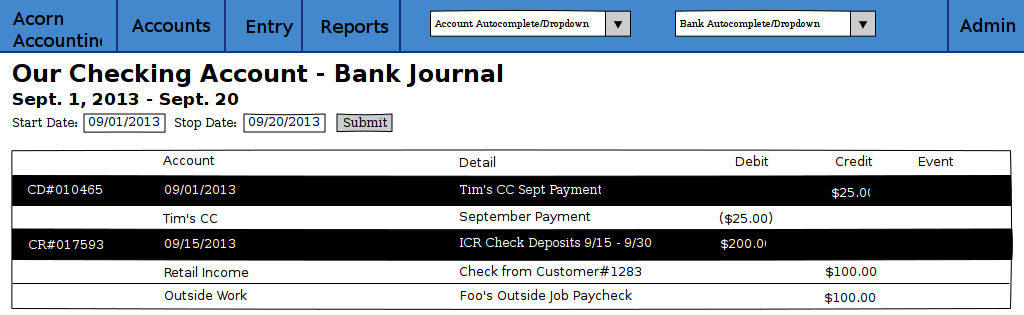 Acorn Accounting Accounts Entry Reports Account Autocomplete/Dropdown ▼ Bank Autocomplete/Dropdown ▼ Admin
Our Checking Account - Bank Journal
Sept. 1, 2013 - Sept. 20
Start Date: 09/01/2013 Stop Date: 09/20/2013 Submit
Account Detail Debit Credit Event
CD#010465 09/01/2013 Tim's CC Sept Payment $25.0
Tim's CC September Payment ($25.00)
CR#017593 09/15/2013 ICR Check Deposits 9/15 - 9/30 $200.0
Retail Income Check from Customer#1283 $100.00
Outside Work Foo's Outside Job Paycheck $100.00